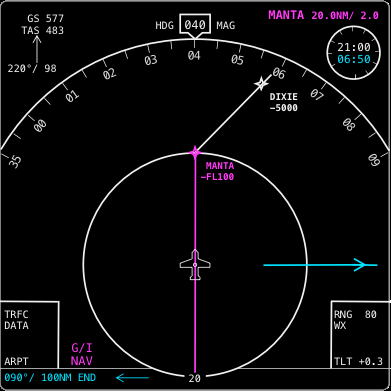 GS 577
TAS 483
220°/ 98
HDG 040 MAG
MANTA 20.0NM/ 2.0
21:00
06:50
35
00
01
02
03
04
05
06
07
08
09
DIXIE
-5000
MANTA
-FL100
TRFC
DATA
ARPT
G/I
NAV
RNG 80
WX
TLT +0.3
090°/ 100NM END
20